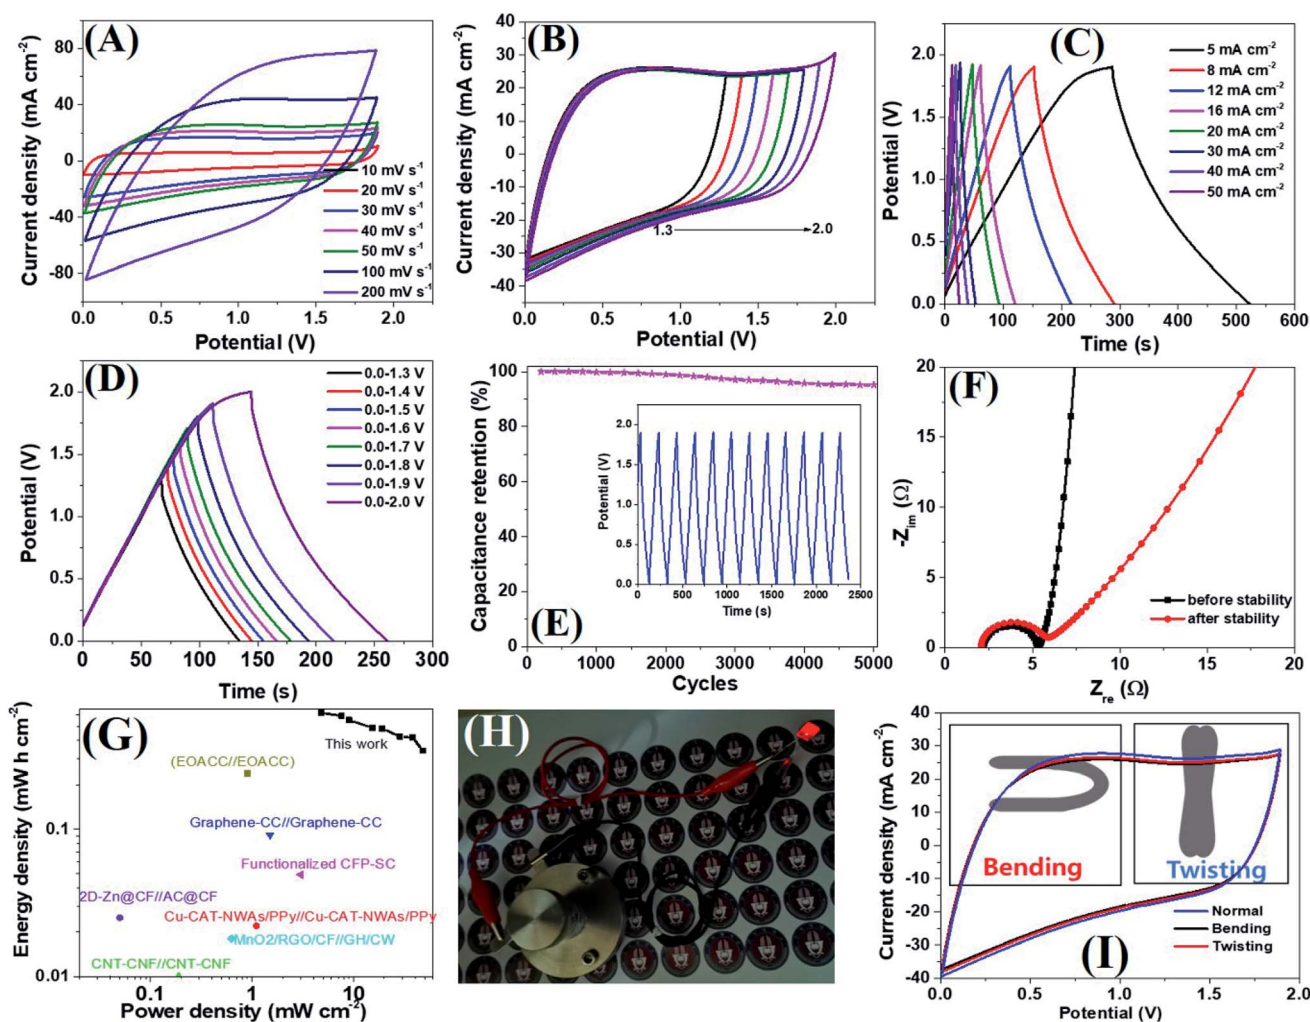 (A)
Current density (mA cm-2)
80
40
0
-40
-80
10 mV s-1
20 mV s-1
30 mV s-1
40 mV s-1
50 mV s-1
100 mV s-1
200 mV s-1
0.0 0.5 1.0 1.5 2.0
Potential (V)
(B)
Current density (mA cm-2)
40
30
20
10
0
-10
-20
-30
-40
1.3
2.0
0.0 0.5 1.0 1.5 2.0
Potential (V)
(C)
Potential (V)
2.0
1.5
1.0
0.5
0.0
5 mA cm-2
8 mA cm-2
12 mA cm-2
16 mA cm-2
20 mA cm-2
30 mA cm-2
40 mA cm-2
50 mA cm-2
0 100 200 300 400 500 600
Time (s)
(D)
Potential (V)
2.0
1.5
1.0
0.5
0.0
0.0-1.3 V
0.0-1.4 V
0.0-1.5 V
0.0-1.6 V
0.0-1.7 V
0.0-1.8 V
0.0-1.9 V
0.0-2.0 V
0 50 100 150 200 250 300
Time (s)
Capacitance retention (%)
100
80
60
40
20
0
Potential (V)
2.0
1.5
1.0
0.5
0.0
0 500 1000 1500 2000 2500
Time (s)
(E)
0 1000 2000 3000 4000 5000
Cycles
(F)
-Zim (Ω)
20
15
10
5
0
before stability
after stability
0 5 10 15 20
Zre (Ω)
(G)
Energy density (mW h cm-2)
0.1
0.01
This work
(EOACC//EOACC)
Graphene-CC//Graphene-CC
Functionalized CFP-SC
2D-Zn@CF//AC@CF
Cu-CAT-NWAs/PPy//Cu-CAT-NWAs/PPy
MnO2/RGO/CF//GH/CW
CNT-CNF//CNT-CNF
0.1 1 10
Power density (mW cm-2)
(H)
Current density (mA cm-2)
40
30
20
10
0
-10
-20
-30
-40
Bending
Twisting
Normal
Bending
Twisting
(I)
0.0 0.5 1.0 1.5 2.0
Potential (V)